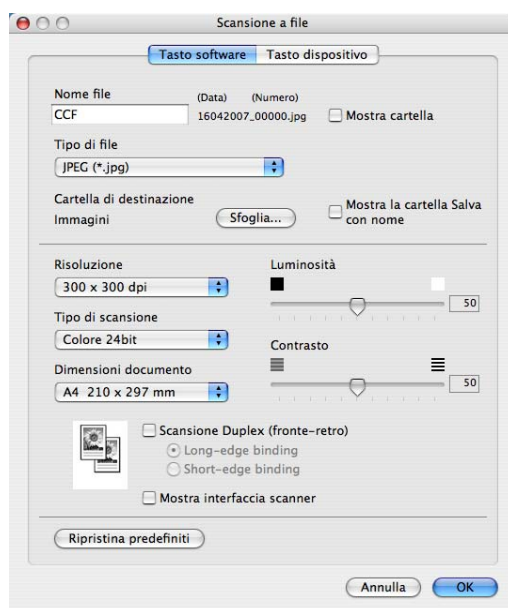 Scansione a file
Tasto software Tasto dispositivo
Nome file (Data) (Numero)
CCF 16042007_00000.jpg Mostra cartella
Tipo di file
JPEG (*.jpg)
Cartella di destinazione
Immagini Sfoglia... Mostra la cartella Salva
con nome
Risoluzione Luminosità
300 x 300 dpi
50
Tipo di scansione
Colore 24bit
Contrasto
Dimensioni documento
A4 210 x 297 mm 50
Scansione Duplex (fronte-retro)
Long-edge binding
Short-edge binding
Mostra interfaccia scanner
Ripristina predefiniti
Annulla OK